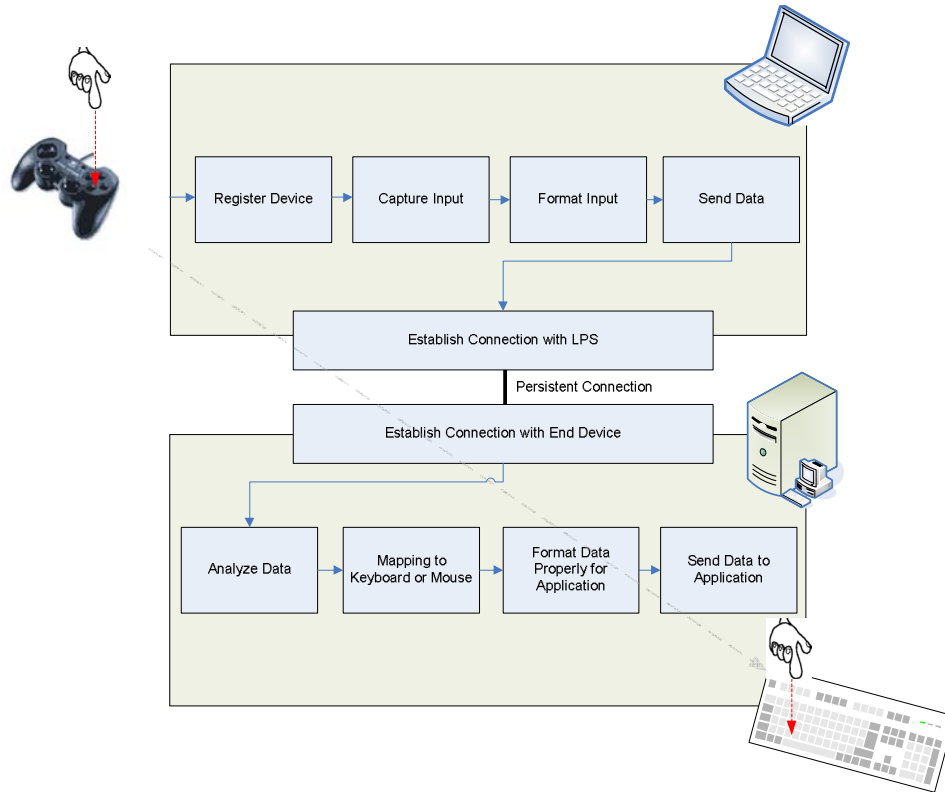 Register Device
Capture Input
Format Input
Send Data
Establish Connection with LPS
Persistent Connection
Establish Connection with End Device
Analyze Data
Mapping to
Keyboard or Mouse
Format Data
Properly for
Application
Send Data to
Application